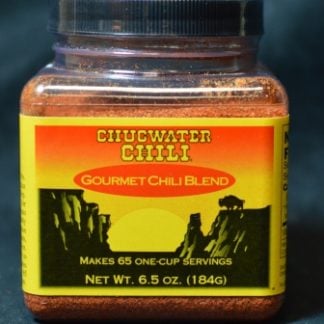 CHUGWATER
CHILI
GOURMET CHILI BLEND
MAKES 65 ONE-CUP SERVINGS
NET WT. 6.5 OZ. (184G)